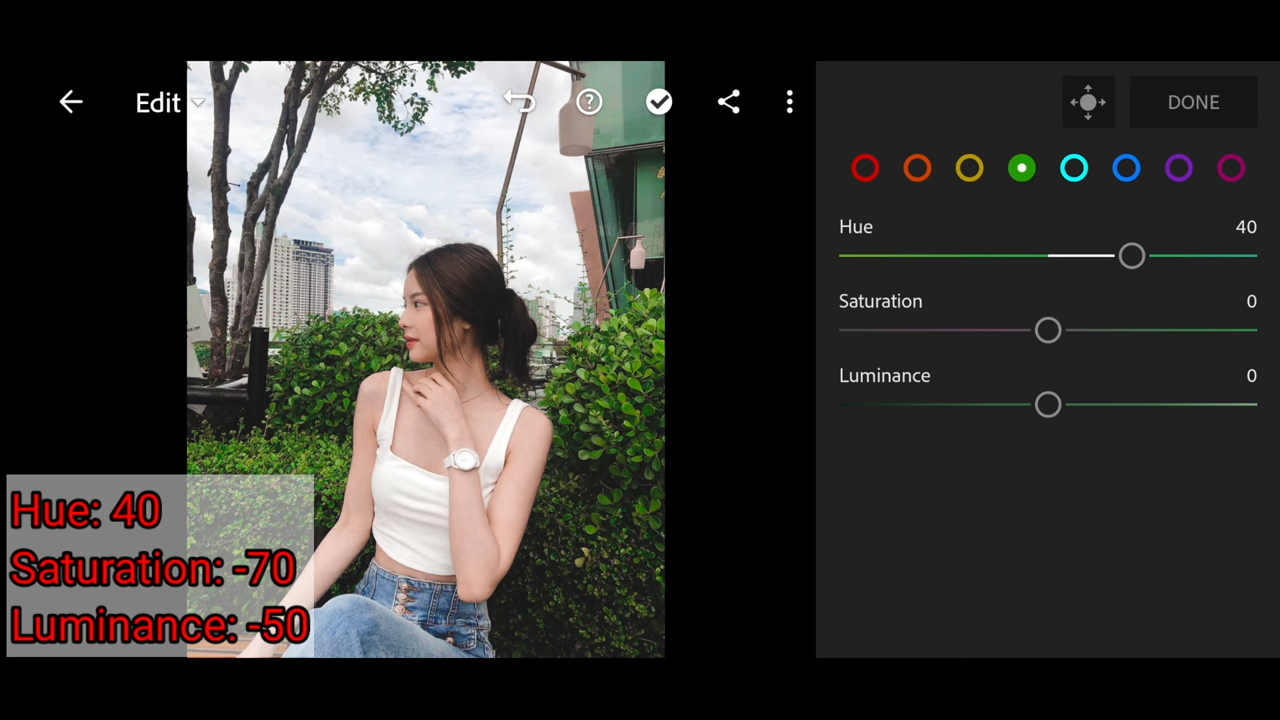 Edit
DONE
Hue 40
Saturation 0
Luminance 0
Hue: 40
Saturation: -70
Luminance: -50